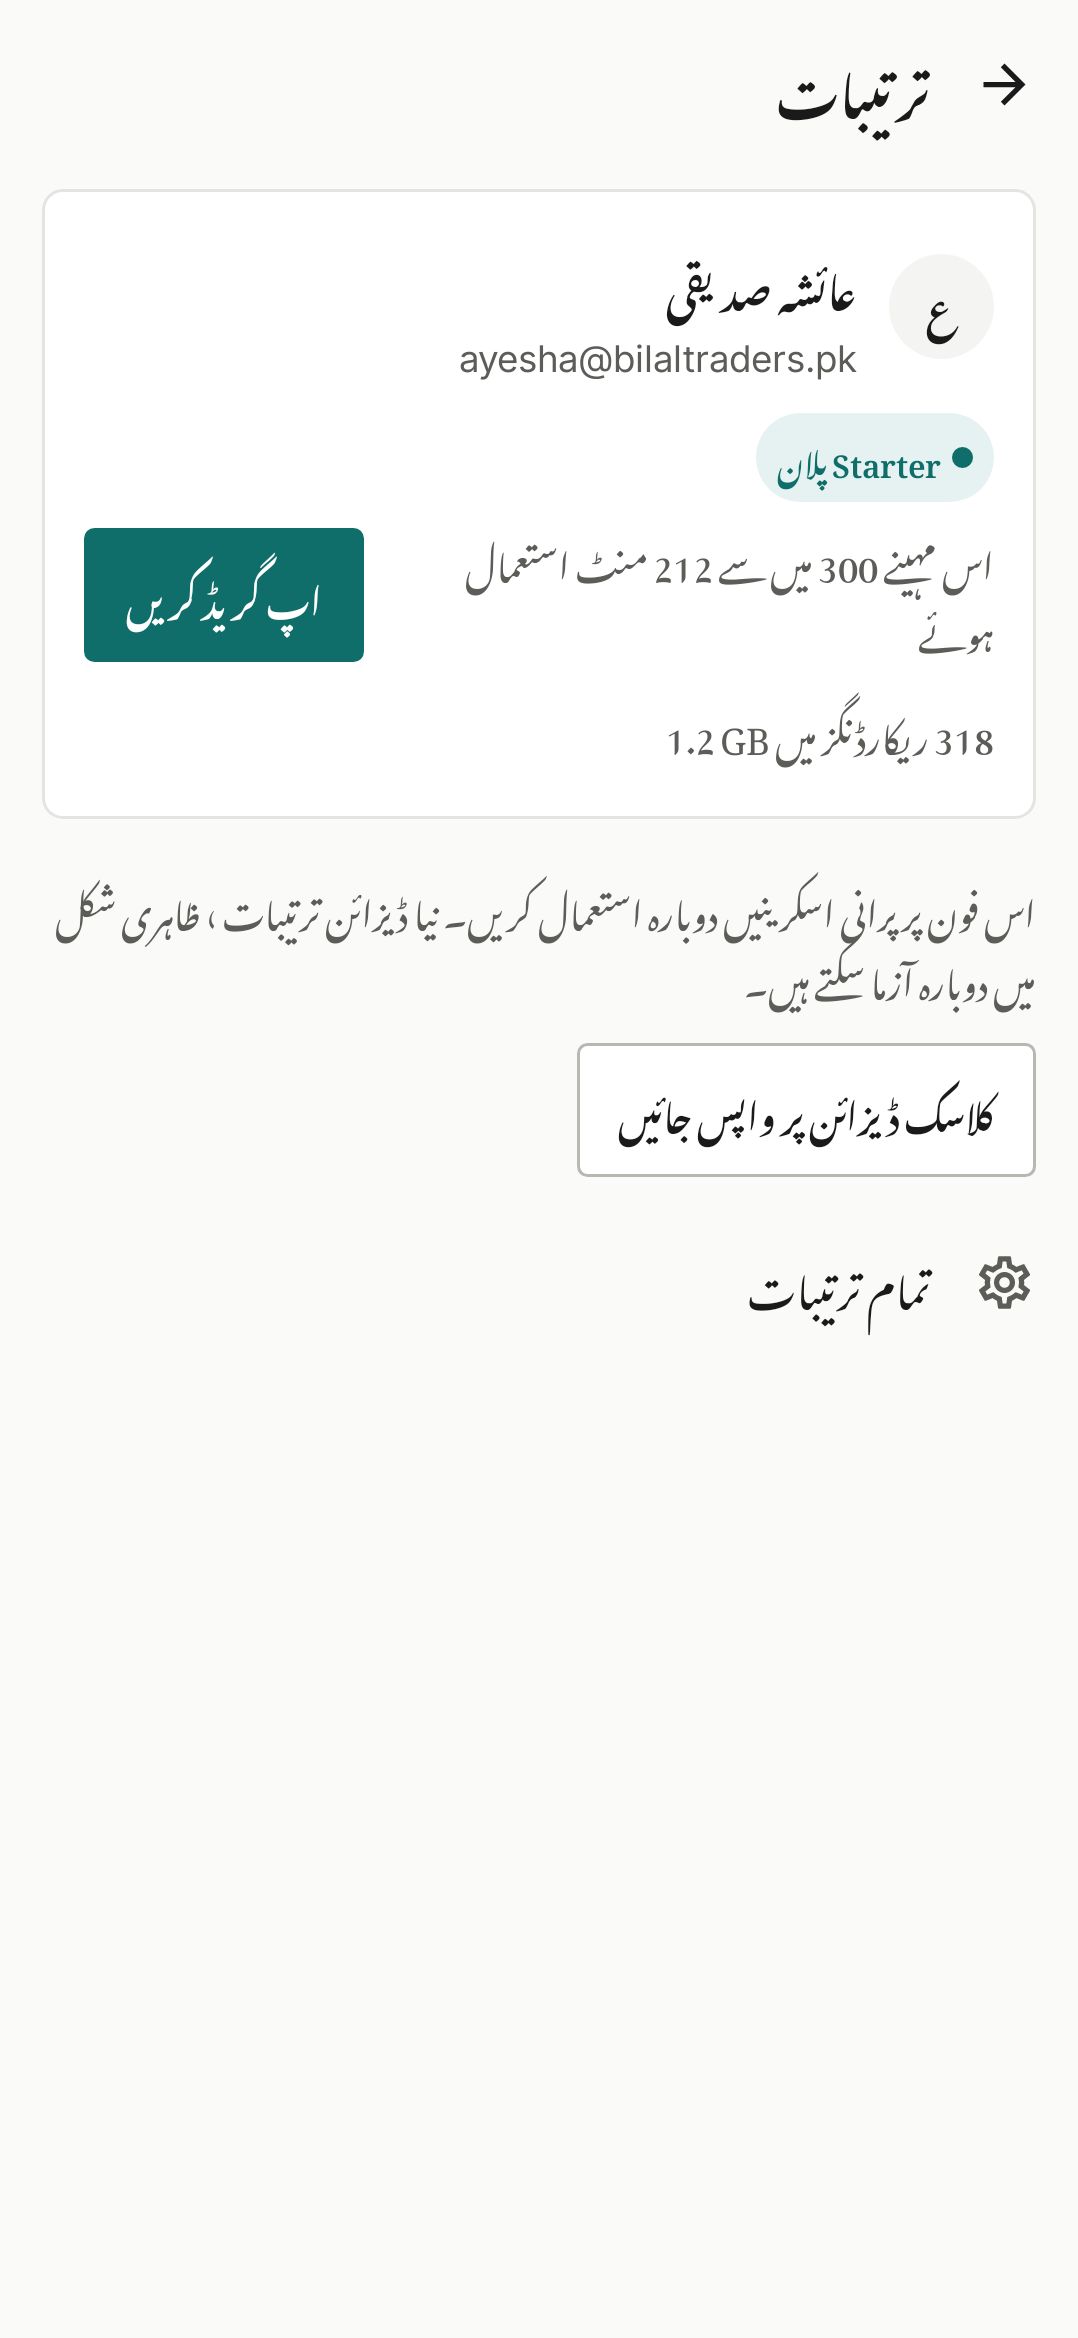 ترتیبات
ع
عائشہ صدیقی
ayesha@bilaltraders.pk
Starter پلان
اس مہینے 300 میں سے 212 منٹ استعمال
ہوئے
اپ گریڈ کریں
318 ریکارڈنگز میں 1.2 GB
اس فون پر پرانی اسکرینیں دوبارہ استعمال کریں۔ نیا ڈیزائن ترتیبات، ظاہری شکل
میں دوبارہ آزما سکتے ہیں۔
کلاسک ڈیزائن پر واپس جائیں
تمام ترتیبات